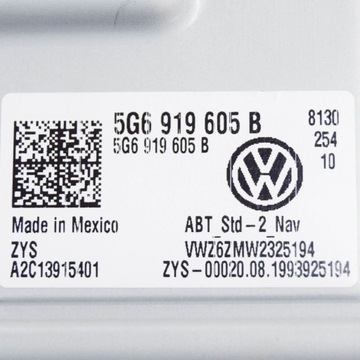 5G6 919 605 B
5G6 919 605 B
8130
254
10
Made in Mexico
ZYS
A2C13915401
ABT_Std-2_Nav
VWZ6ZMW2325194
ZYS-00020.08.1993925194